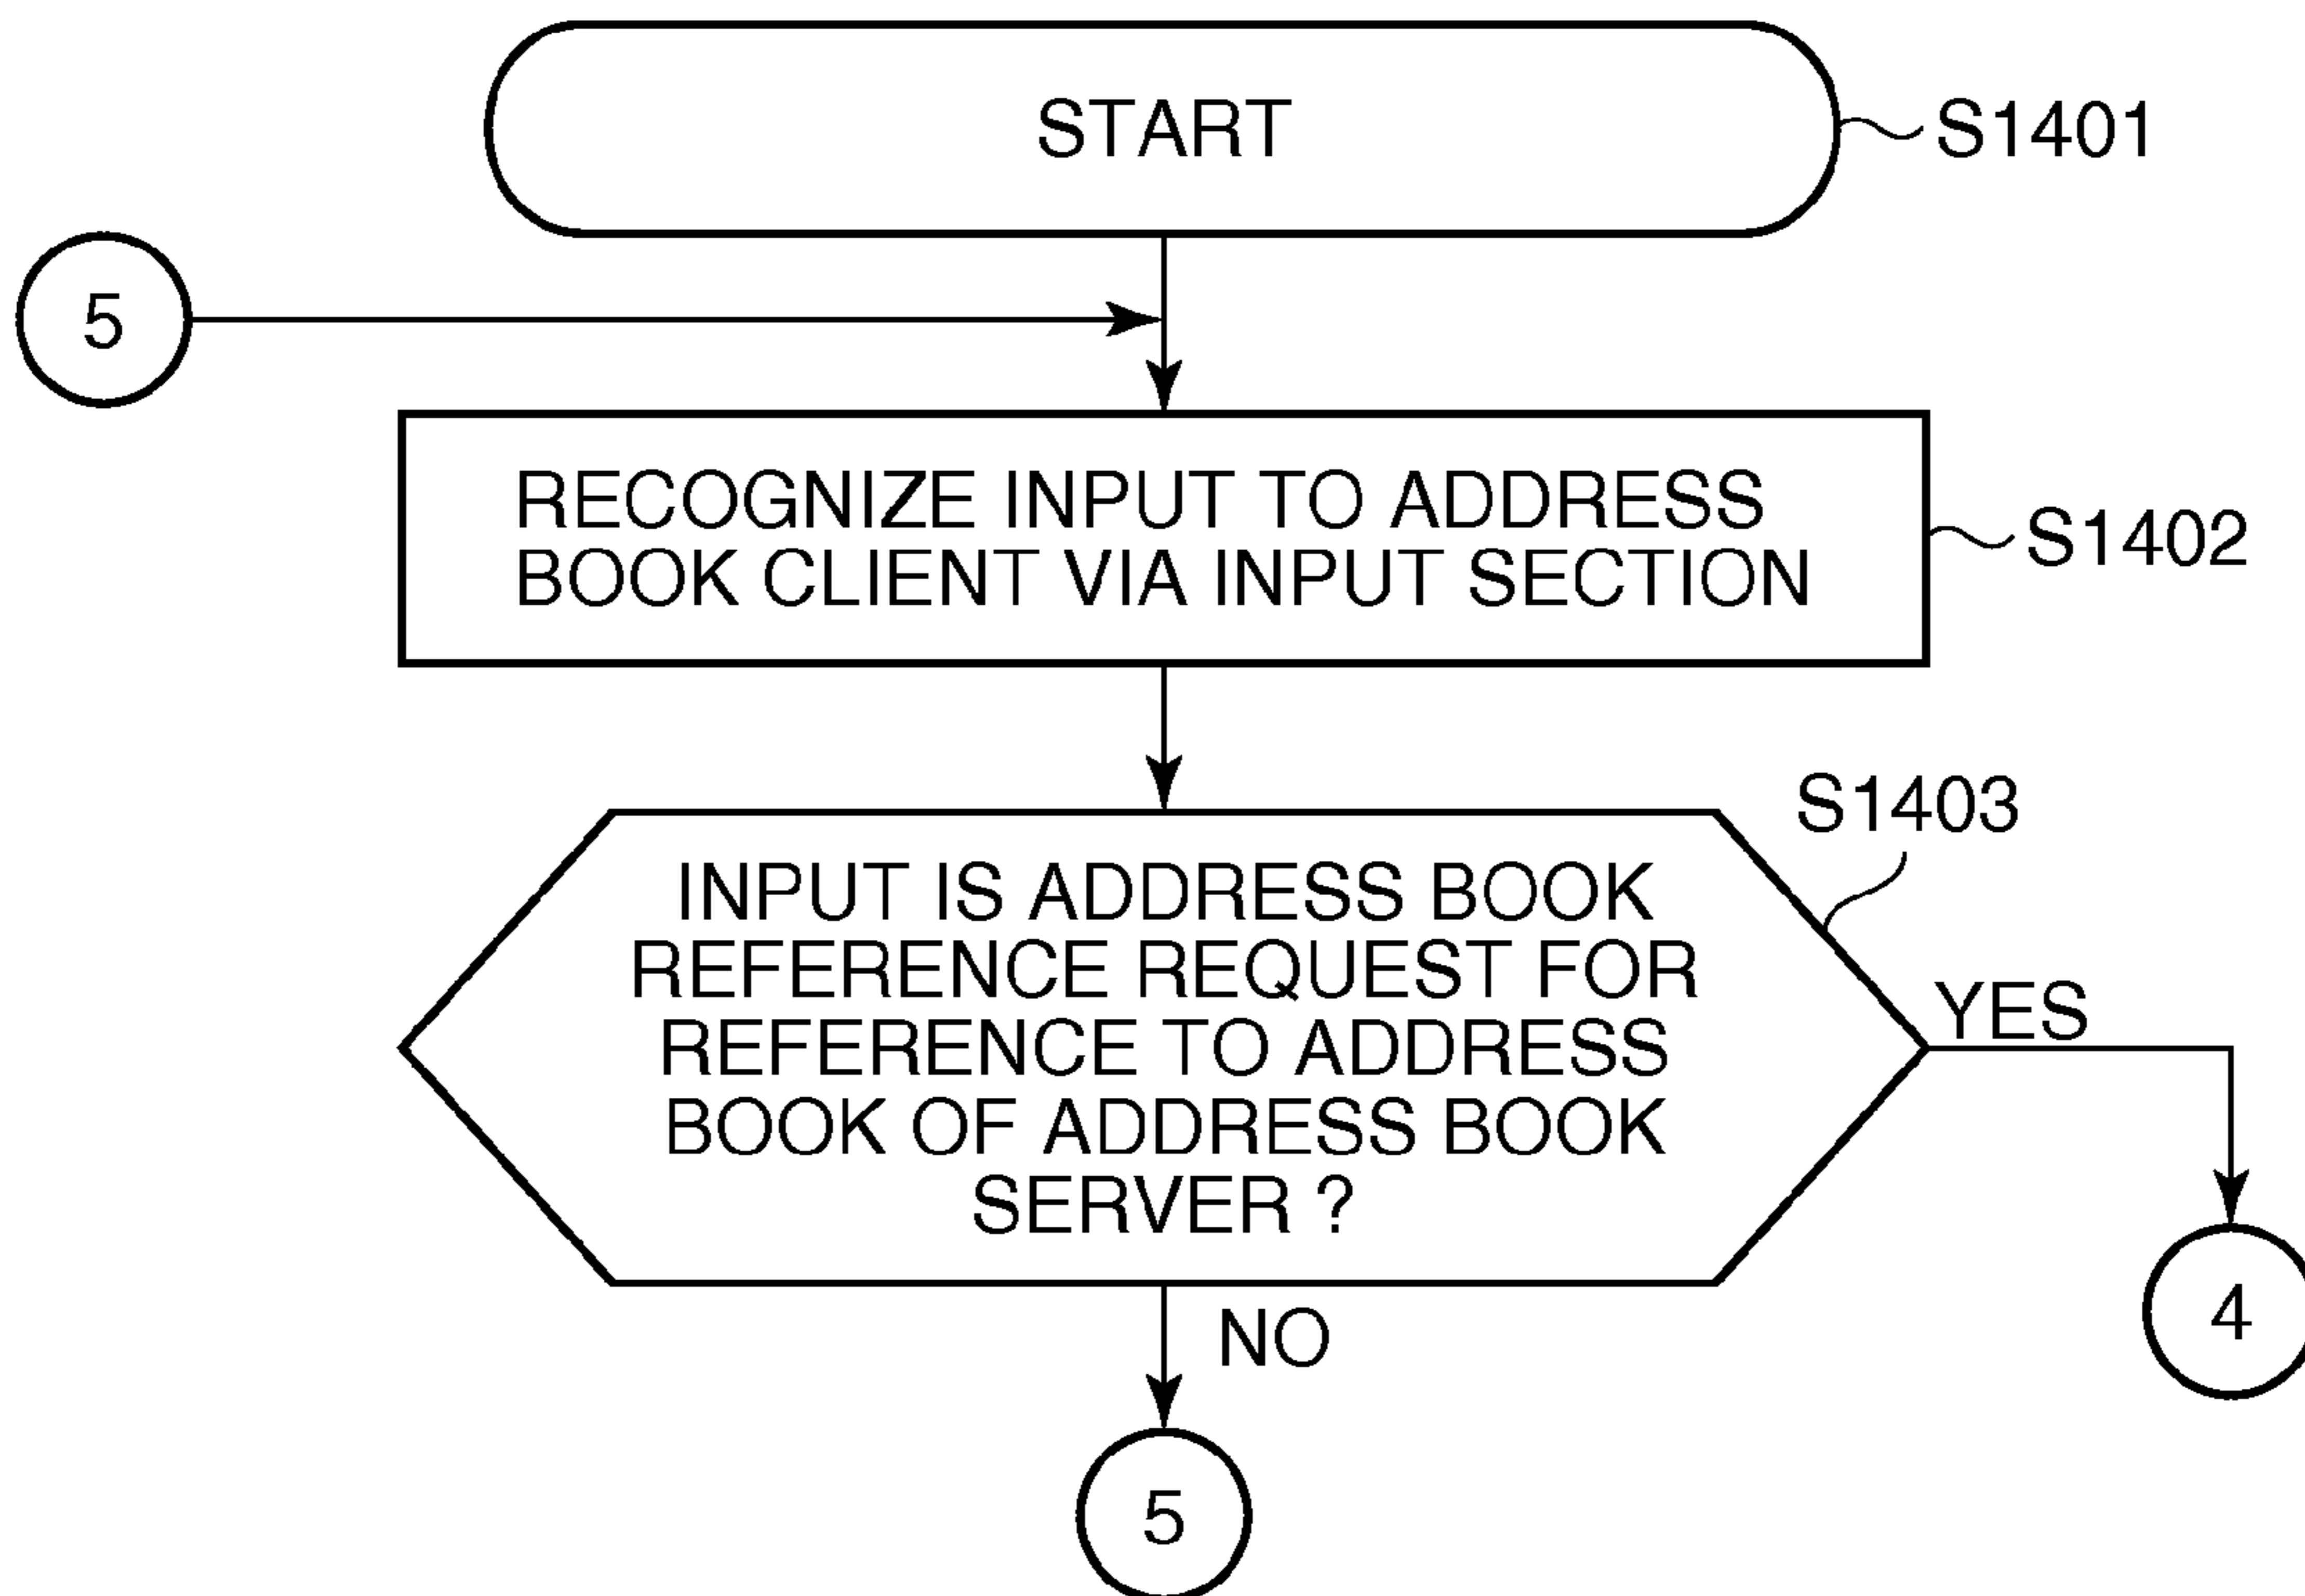 START
S1401
5
RECOGNIZE INPUT TO ADDRESS
BOOK CLIENT VIA INPUT SECTION
S1402
S1403
INPUT IS ADDRESS BOOK
REFERENCE REQUEST FOR
REFERENCE TO ADDRESS
BOOK OF ADDRESS BOOK
SERVER ?
YES
4
NO
5